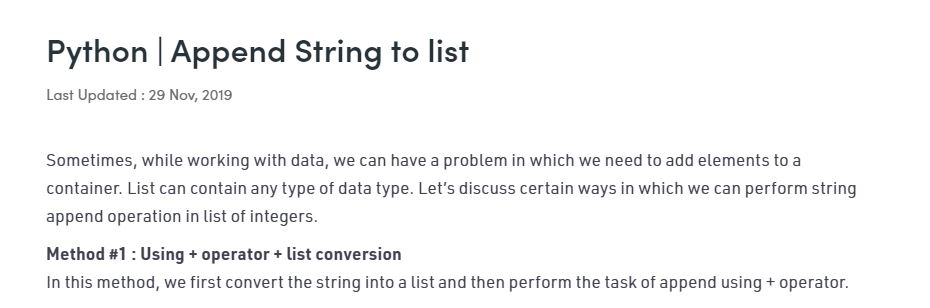 Python | Append String to list
Last Updated : 29 Nov, 2019
Sometimes, while working with data, we can have a problem in which we need to add elements to a
container. List can contain any type of data type. Let’s discuss certain ways in which we can perform string
append operation in list of integers.
Method #1 : Using + operator + list conversion
In this method, we first convert the string into a list and then perform the task of append using + operator.